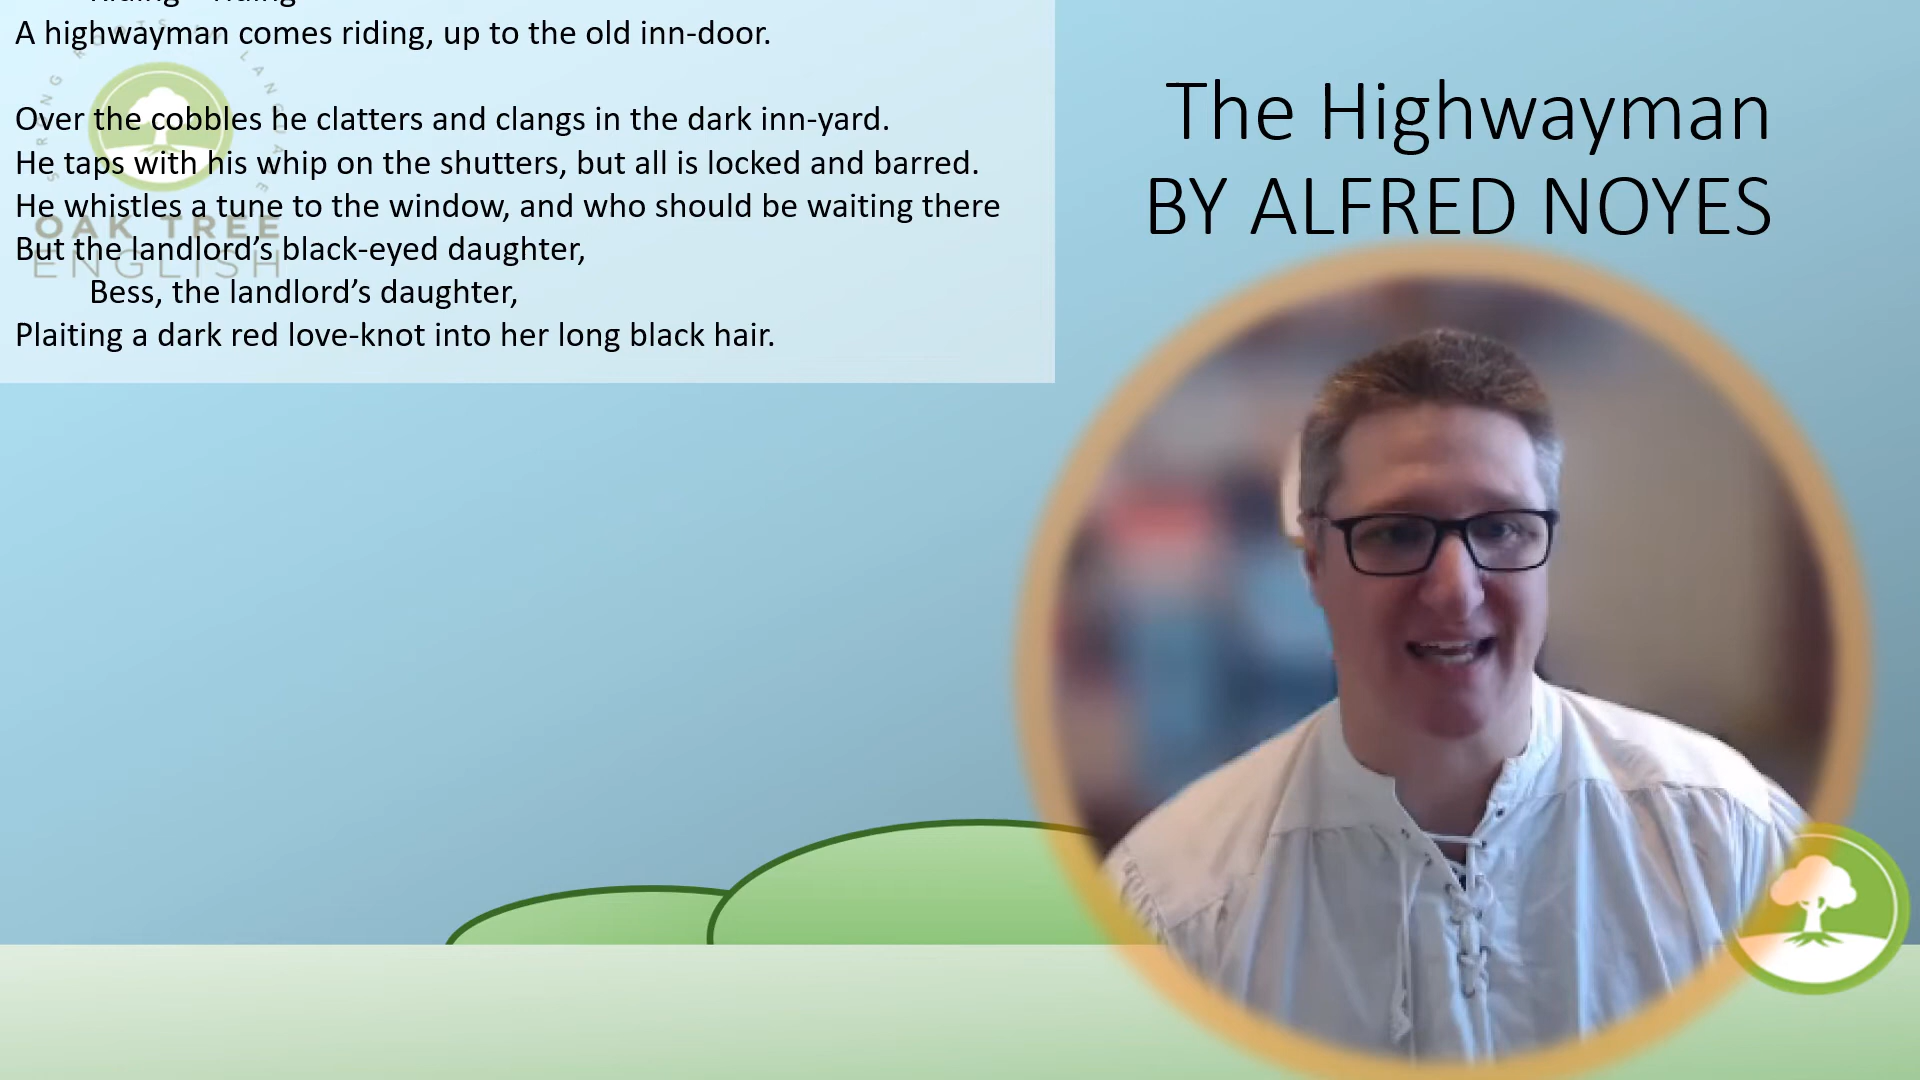 Riding—riding—
A highwayman comes riding, up to the old inn-door.
Over the cobbles he clatters and clangs in the dark inn-yard.
He taps with his whip on the shutters, but all is locked and barred.
He whistles a tune to the window, and who should be waiting there
But the landlord’s black-eyed daughter,
Bess, the landlord’s daughter,
Plaiting a dark red love-knot into her long black hair.
OAK TREE
ENGLISH
The Highwayman
BY ALFRED NOYES